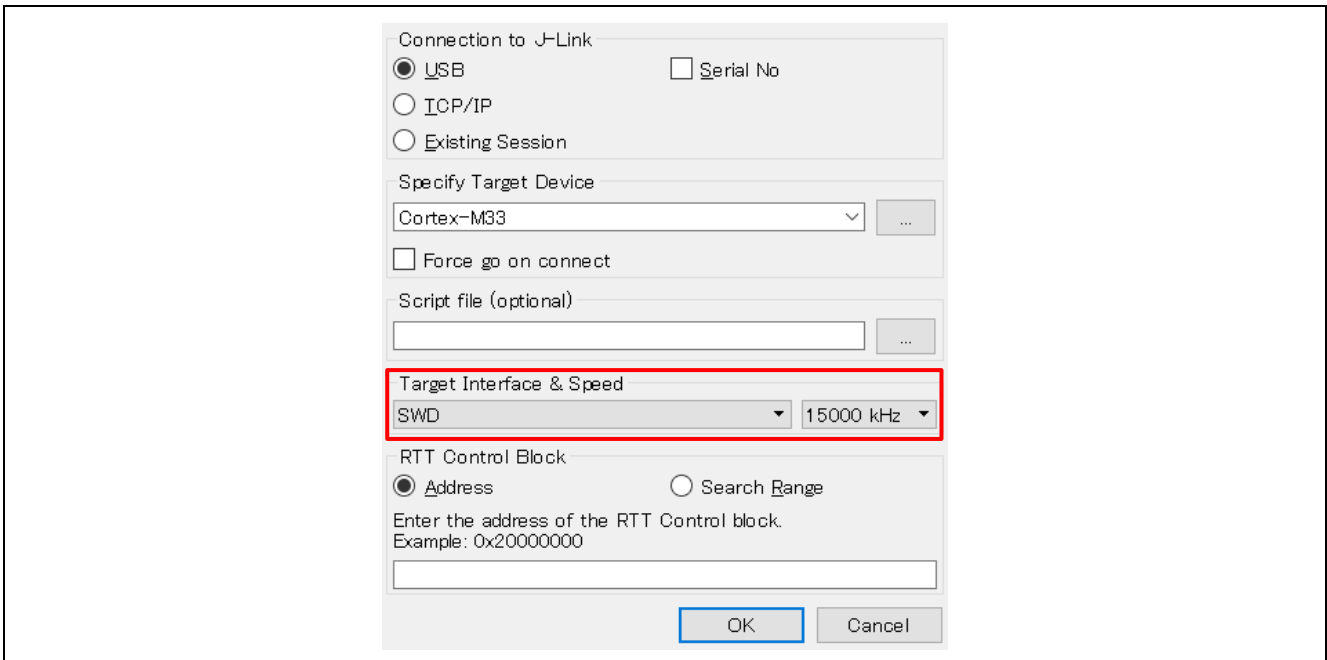 Connection to J-Link
USB
Serial No
TCP/IP
Existing Session
Specify Target Device
Cortex-M33
...
Force go on connect
Script file (optional)
...
Target Interface & Speed
SWD
15000 kHz
RTT Control Block
Address
Search Range
Enter the address of the RTT Control block.
Example: 0x20000000
OK
Cancel